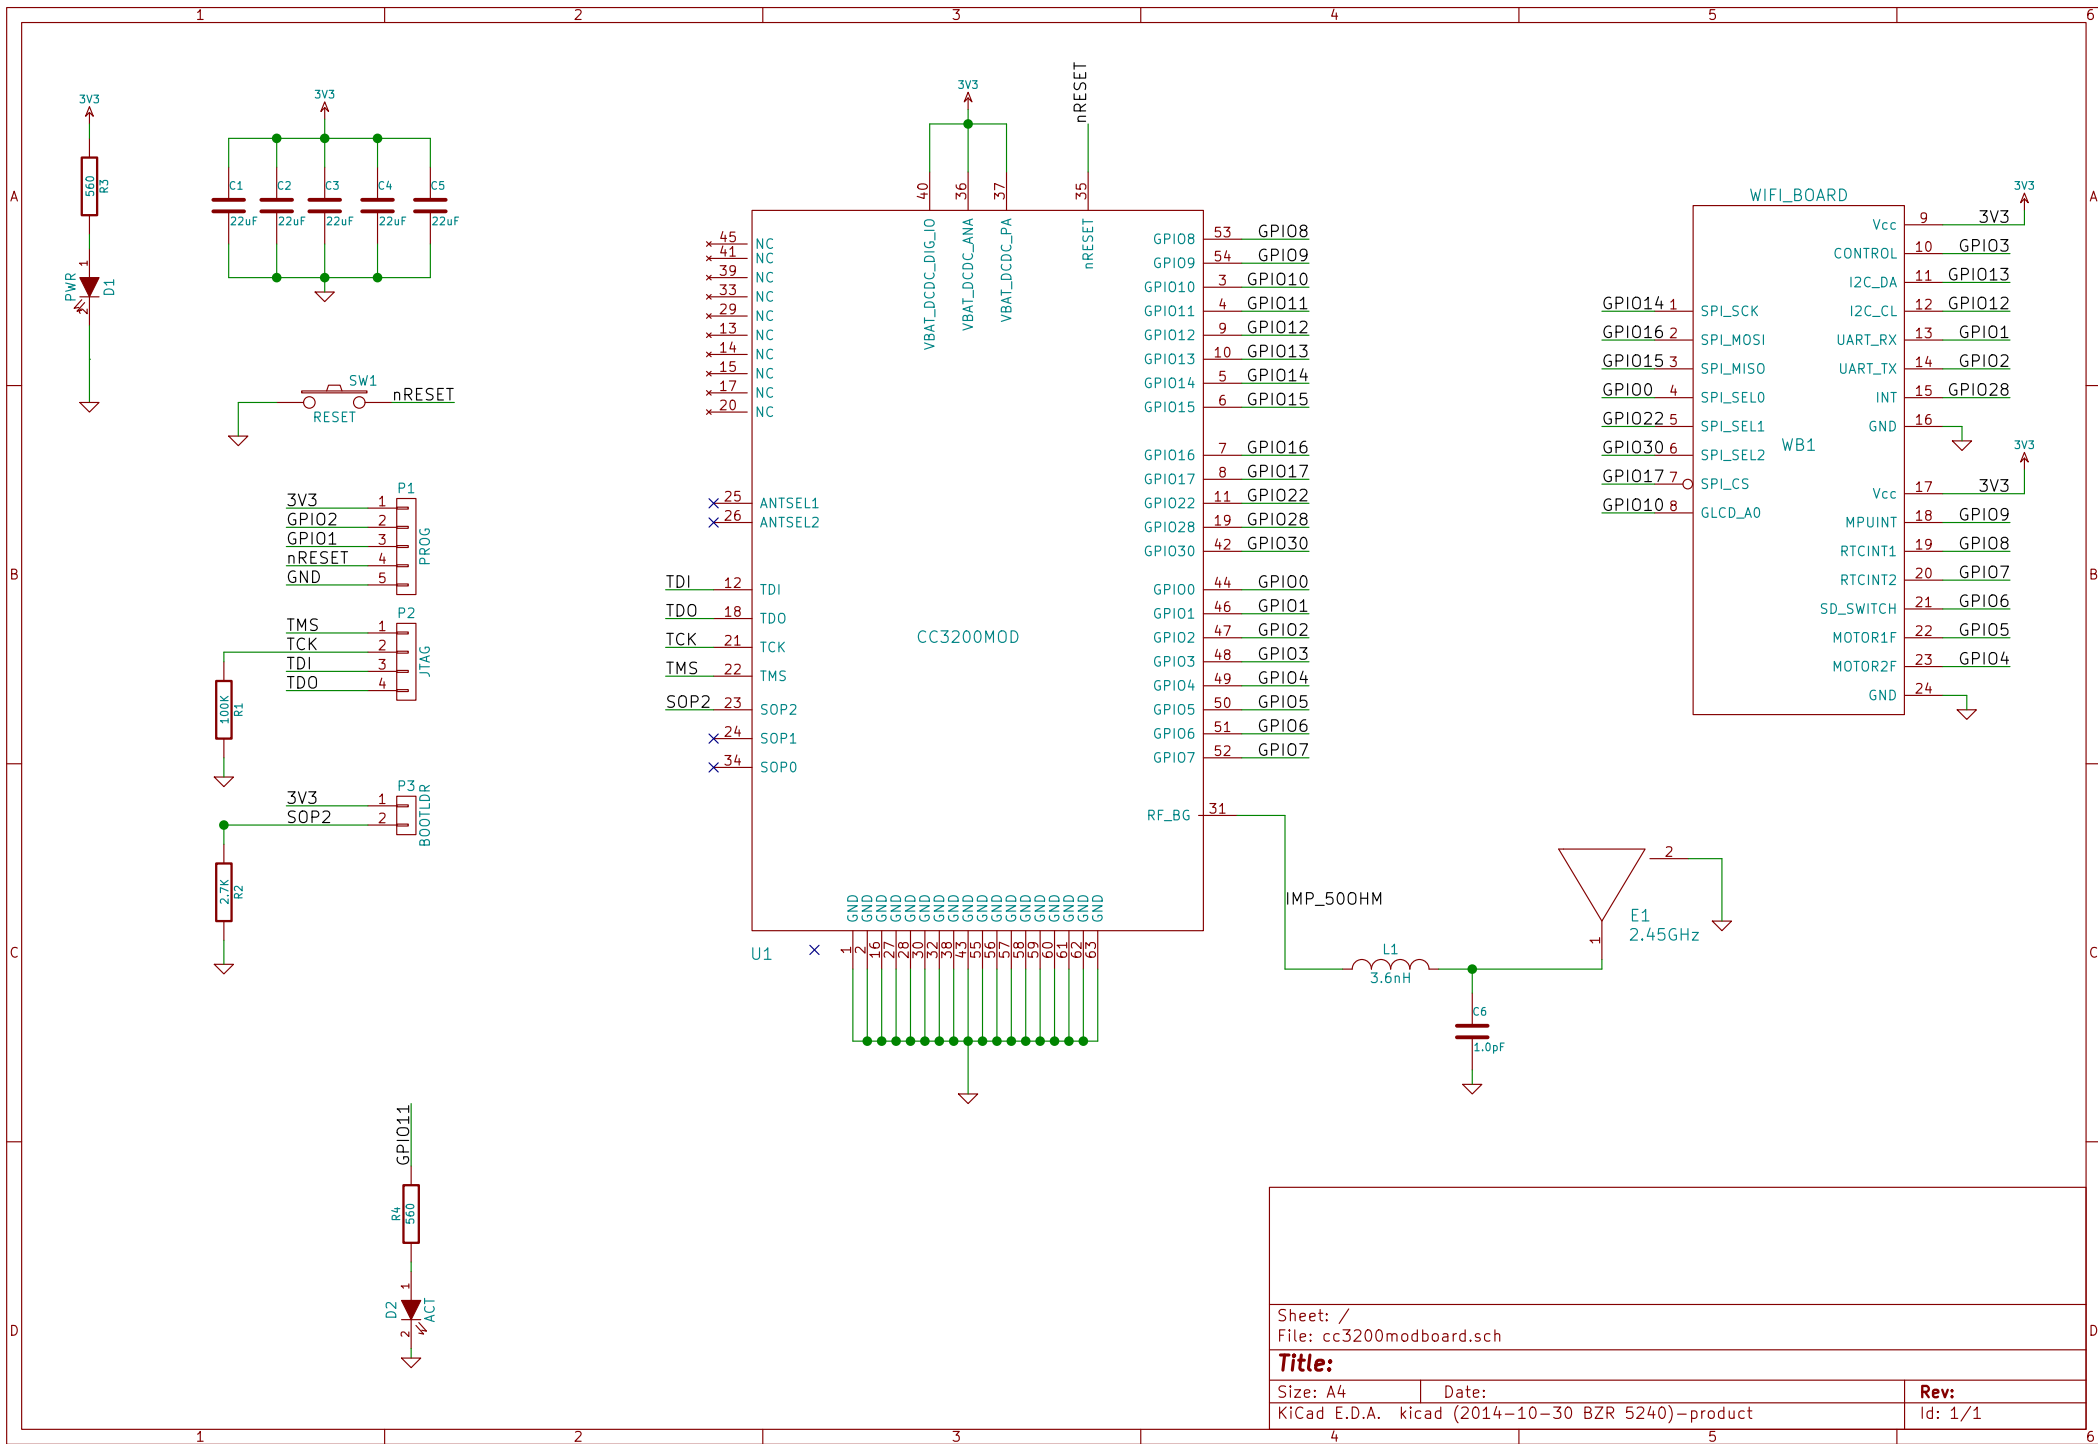 1 2 3 4 5 6
A
B
C
D
A
B
C
D
3V3
560
R3
PWR
1
2
D1
3V3
C1
22uF
C2
22uF
C3
22uF
C4
22uF
C5
22uF
SW1
RESET
nRESET
P1
PROG
3V3 1
GPIO2 2
GPIO1 3
nRESET 4
GND 5
P2
JTAG
TMS 1
TCK 2
TDI 3
TDO 4
100K
R1
P3
BOOTLDR
3V3 1
SOP2 2
2.7K
R2
GPIO11
R4
560
1
D2
ACT
2
3V3
nRESET
40
36
37
35
VBAT_DCDC_DIG_IO
VBAT_DCDC_ANA
VBAT_DCDC_PA
nRESET
45 NC
41 NC
39 NC
33 NC
29 NC
13 NC
14 NC
15 NC
17 NC
20 NC
25 ANTSEL1
26 ANTSEL2
TDI 12 TDI
TDO 18 TDO
TCK 21 TCK
TMS 22 TMS
SOP2 23 SOP2
24 SOP1
34 SOP0
CC3200MOD
GPIO8 53 GPIO8
GPIO9 54 GPIO9
GPIO10 3 GPIO10
GPIO11 4 GPIO11
GPIO12 9 GPIO12
GPIO13 10 GPIO13
GPIO14 5 GPIO14
GPIO15 6 GPIO15
GPIO16 7 GPIO16
GPIO17 8 GPIO17
GPIO22 11 GPIO22
GPIO28 19 GPIO28
GPIO30 42 GPIO30
GPIO0 44 GPIO0
GPIO1 46 GPIO1
GPIO2 47 GPIO2
GPIO3 48 GPIO3
GPIO4 49 GPIO4
GPIO5 50 GPIO5
GPIO6 51 GPIO6
GPIO7 52 GPIO7
RF_BG 31
GND GND GND GND GND GND GND GND GND GND GND GND GND GND GND GND GND GND
1 2 16 27 28 30 32 38 43 55 56 57 58 59 60 61 62 63
U1
IMP_50OHM
L1
3.6nH
C6
1.0pF
2
1
E1
2.45GHz
WIFI_BOARD
WB1
GPIO14 1 SPI_SCK
GPIO16 2 SPI_MOSI
GPIO15 3 SPI_MISO
GPIO0 4 SPI_SEL0
GPIO22 5 SPI_SEL1
GPIO30 6 SPI_SEL2
GPIO17 7 SPI_CS
GPIO10 8 GLCD_A0
3V3
Vcc 9 3V3
CONTROL 10 GPIO3
I2C_DA 11 GPIO13
I2C_CL 12 GPIO12
UART_RX 13 GPIO1
UART_TX 14 GPIO2
INT 15 GPIO28
GND 16
3V3
Vcc 17 3V3
MPUINT 18 GPIO9
RTCINT1 19 GPIO8
RTCINT2 20 GPIO7
SD_SWITCH 21 GPIO6
MOTOR1F 22 GPIO5
MOTOR2F 23 GPIO4
GND 24
Sheet: /
File: cc3200modboard.sch
Title:
Size: A4 Date: Rev:
KiCad E.D.A. kicad (2014-10-30 BZR 5240)-product Id: 1/1
1 2 3 4 5 6